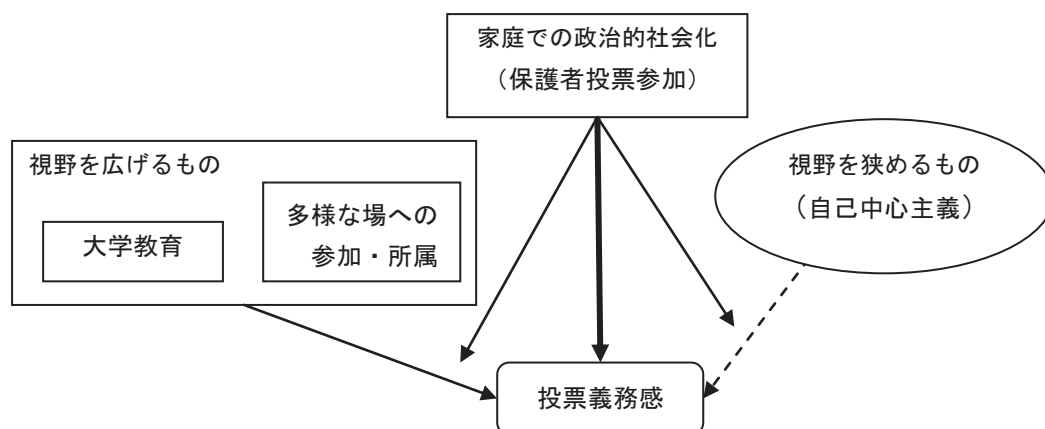 家庭での政治的社会化
（保護者投票参加）
視野を広げるもの
大学教育
多様な場への
参加・所属
視野を狭めるもの
（自己中心主義）
投票義務感